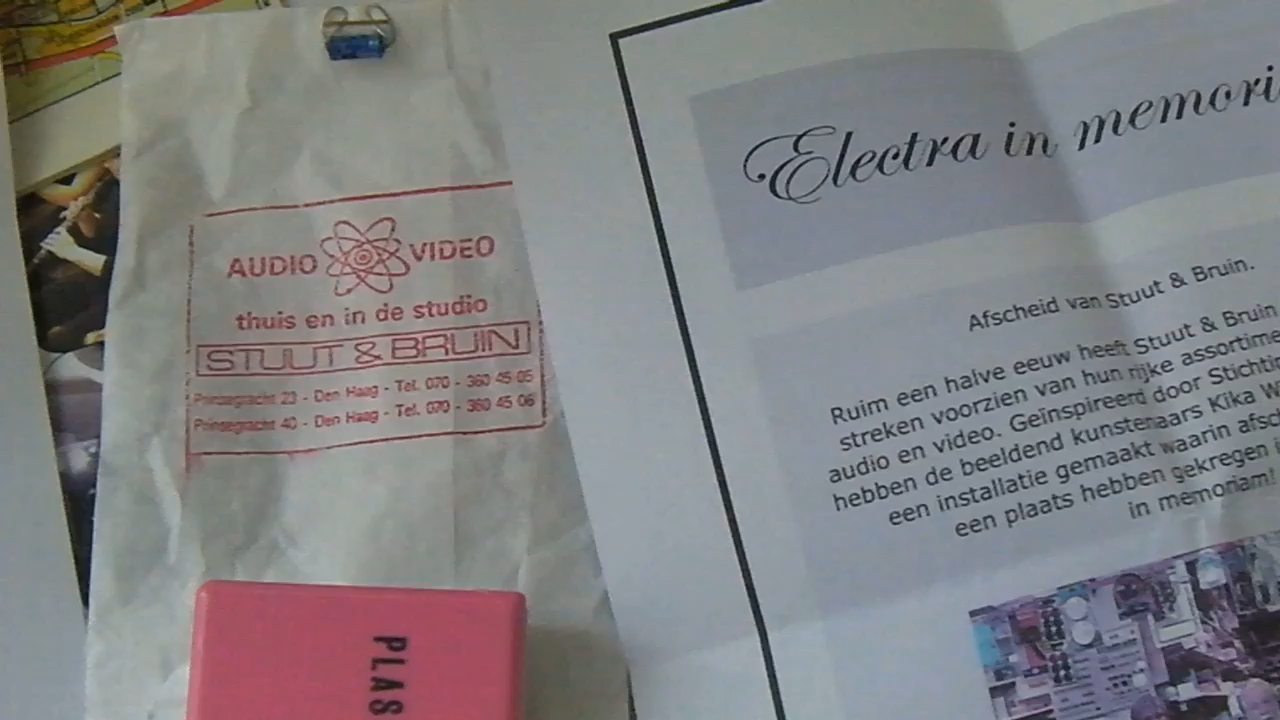 AUDIO VIDEO
thuis en in de studio
STUUT & BRUIN
Prinsegracht 23 - Den Haag - Tel. 070 - 360 45 05
Prinsegracht 40 - Den Haag - Tel. 070 - 360 45 06
PLAS
Electra in memori
Afscheid van Stuut & Bruin.
Ruim een halve eeuw heeft Stuut & Bruin
streken voorzien van hun rijke assortime
audio en video. Geïnspireerd door Stichtin
hebben de beeldend kunstenaars Kika W
een installatie gemaakt waarin afsc
een plaats hebben gekregen
in memoriam!